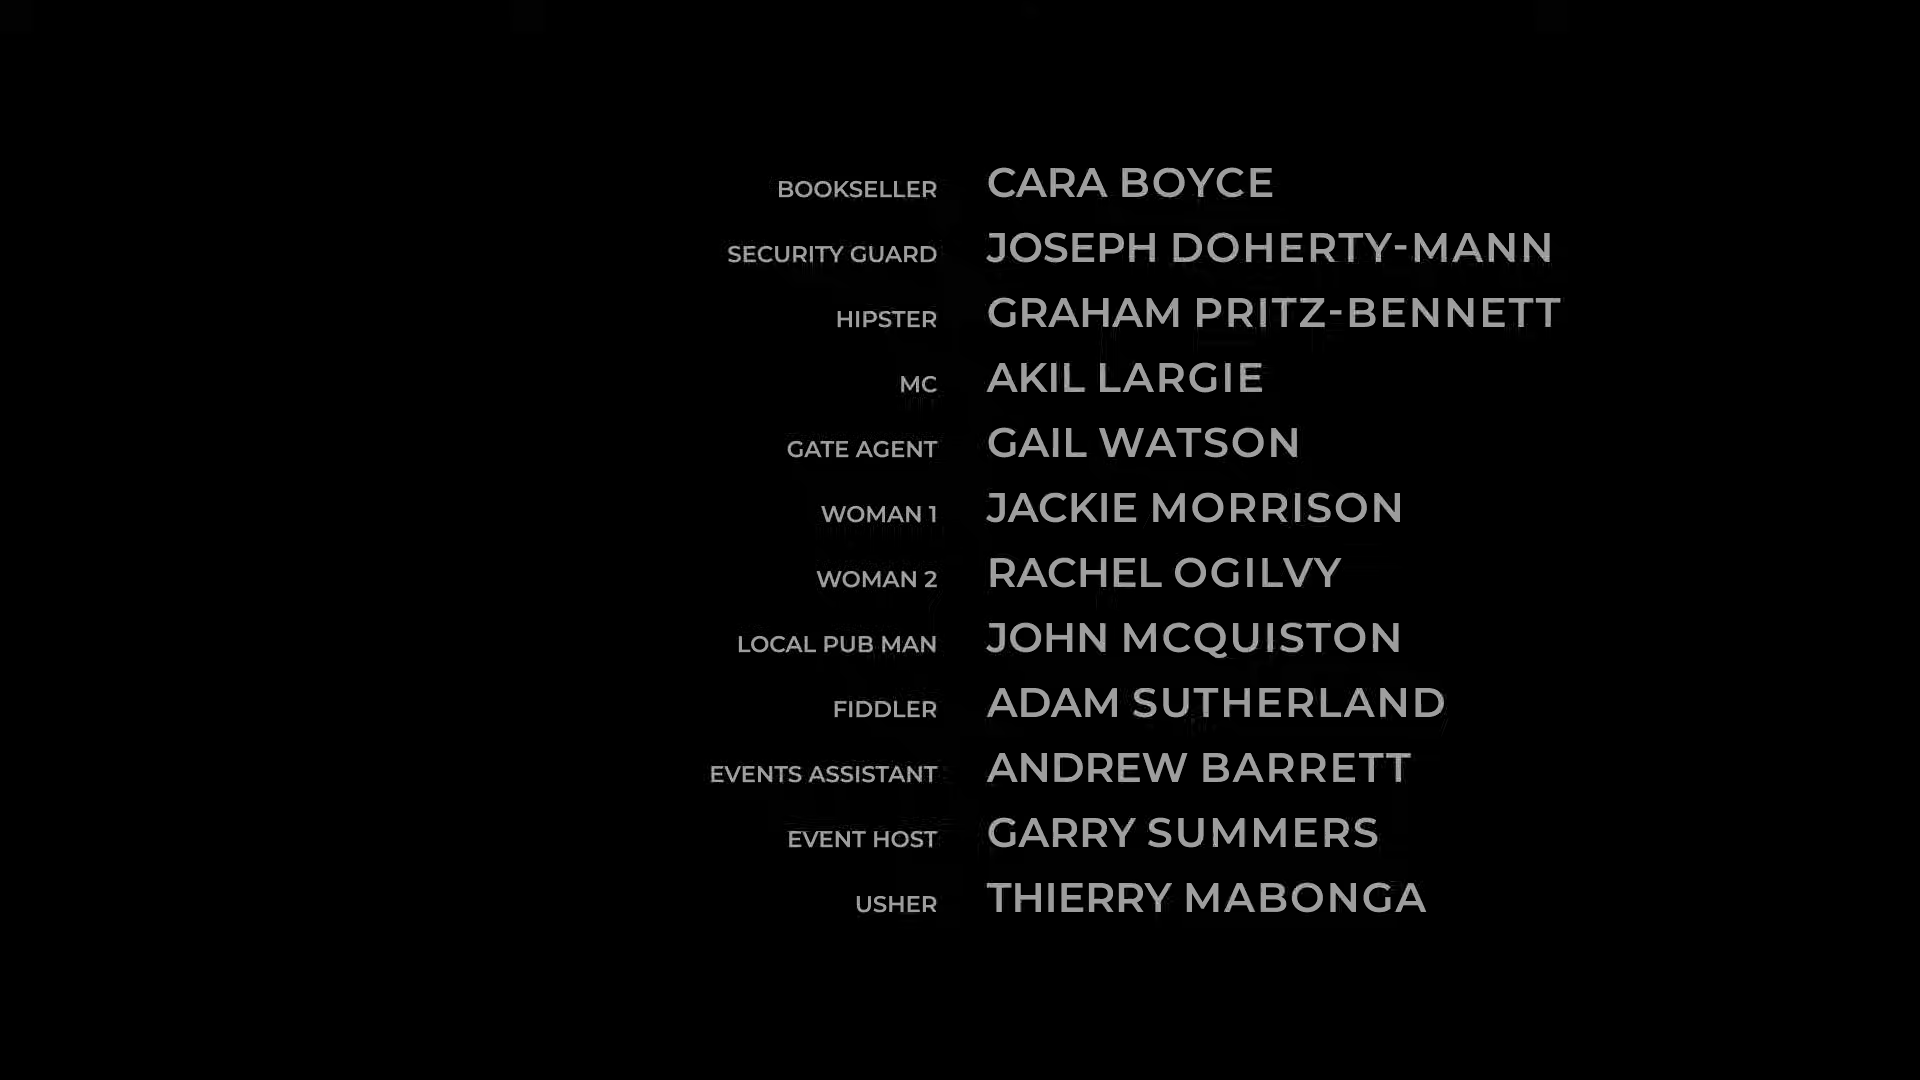 BOOKSELLER CARA BOYCE
SECURITY GUARD JOSEPH DOHERTY-MANN
HIPSTER GRAHAM PRITZ-BENNETT
MC AKIL LARGIE
GATE AGENT GAIL WATSON
WOMAN 1 JACKIE MORRISON
WOMAN 2 RACHEL OGILVY
LOCAL PUB MAN JOHN MCQUISTON
FIDDLER ADAM SUTHERLAND
EVENTS ASSISTANT ANDREW BARRETT
EVENT HOST GARRY SUMMERS
USHER THIERRY MABONGA